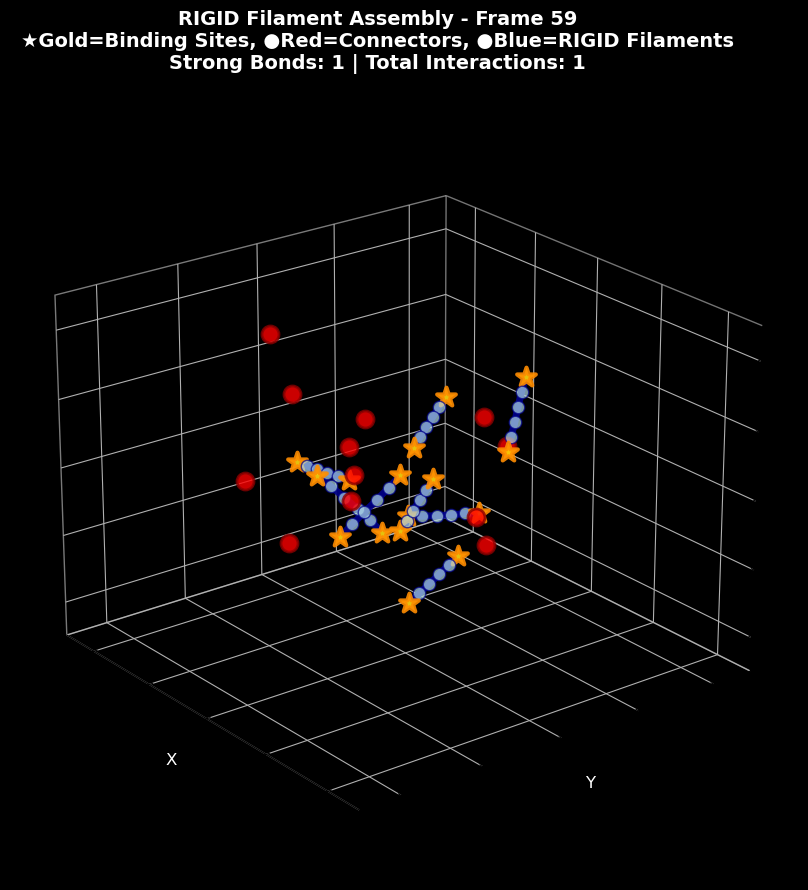 RIGID Filament Assembly - Frame 59
★Gold=Binding Sites, ●Red=Connectors, ●Blue=RIGID Filaments
Strong Bonds: 1 | Total Interactions: 1
X
Y